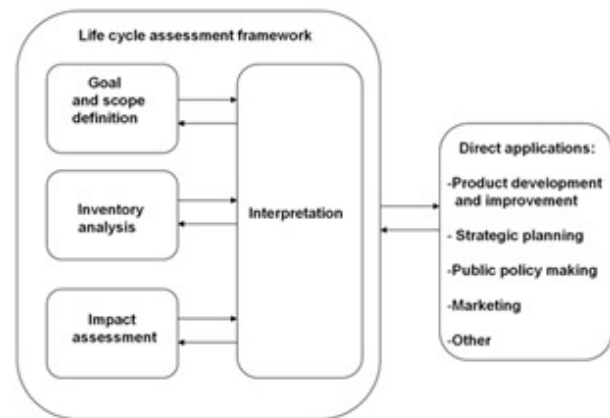 Life cycle assessment framework
Goal
and scope
definition
Inventory
analysis
Impact
assessment
Interpretation
Direct applications:
-Product development
and improvement
- Strategic planning
-Public policy making
-Marketing
-Other